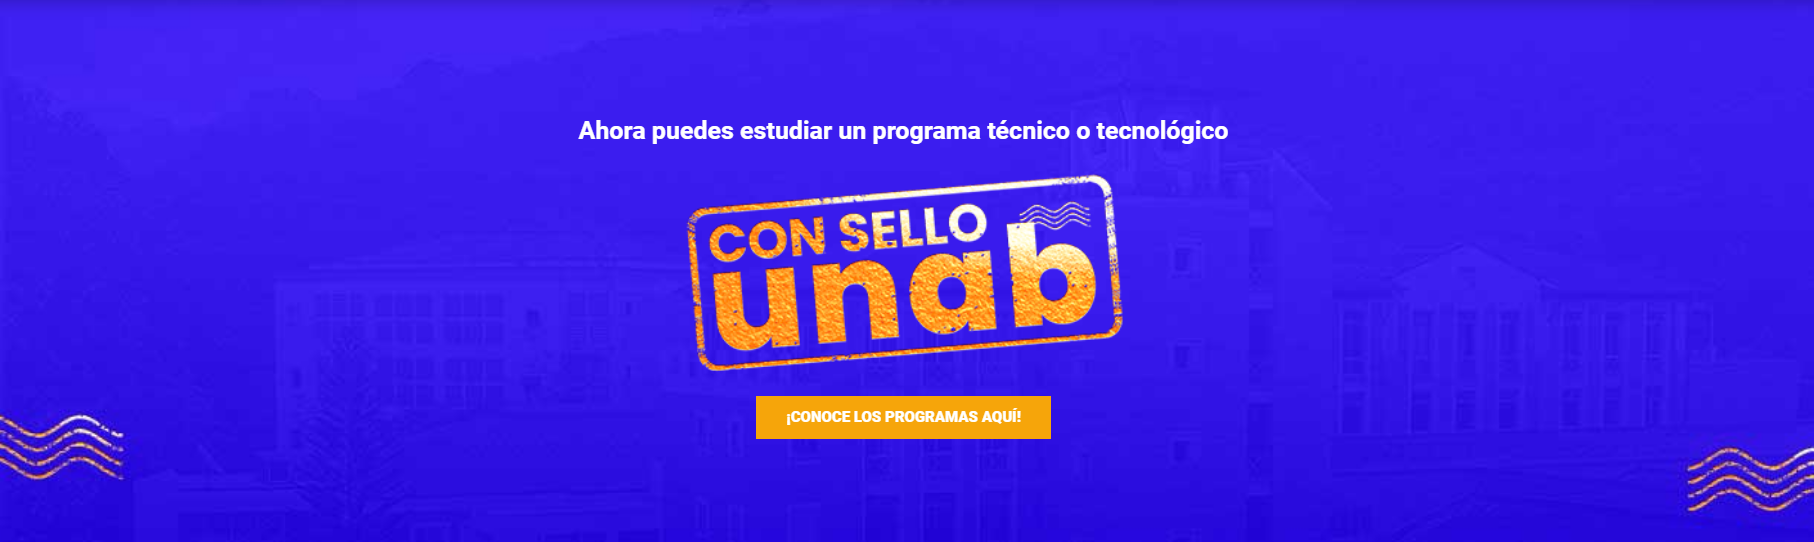 Ahora puedes estudiar un programa técnico o tecnológico
CON SELLO
unab
¡CONOCE LOS PROGRAMAS AQUÍ!